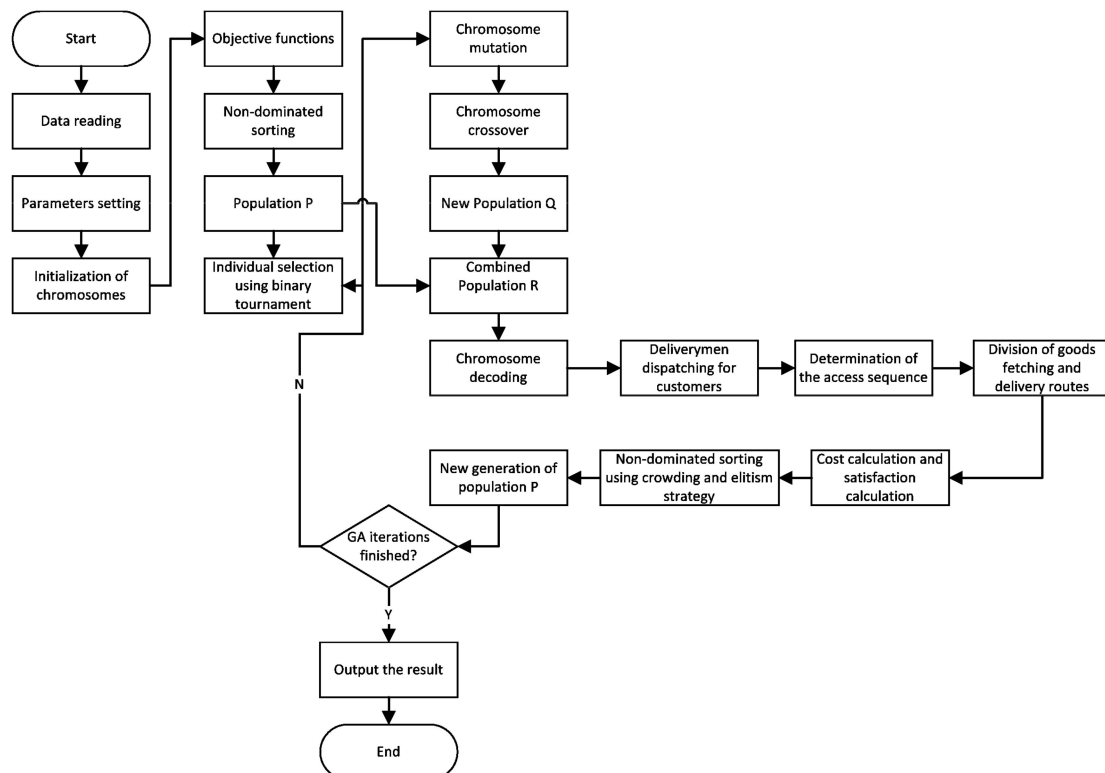 Start
Data reading
Parameters setting
Initialization of
chromosomes
Objective functions
Non-dominated
sorting
Population P
Individual selection
using binary
tournament
Chromosome
mutation
Chromosome
crossover
New Population Q
Combined
Population R
Chromosome
decoding
Deliverymen
dispatching for
customers
Determination of
the access sequence
Division of goods
fetching and
delivery routes
Cost calculation and
satisfaction
calculation
Non-dominated sorting
using crowding and elitism
strategy
New generation of
population P
GA iterations
finished?
N
Y
Output the result
End